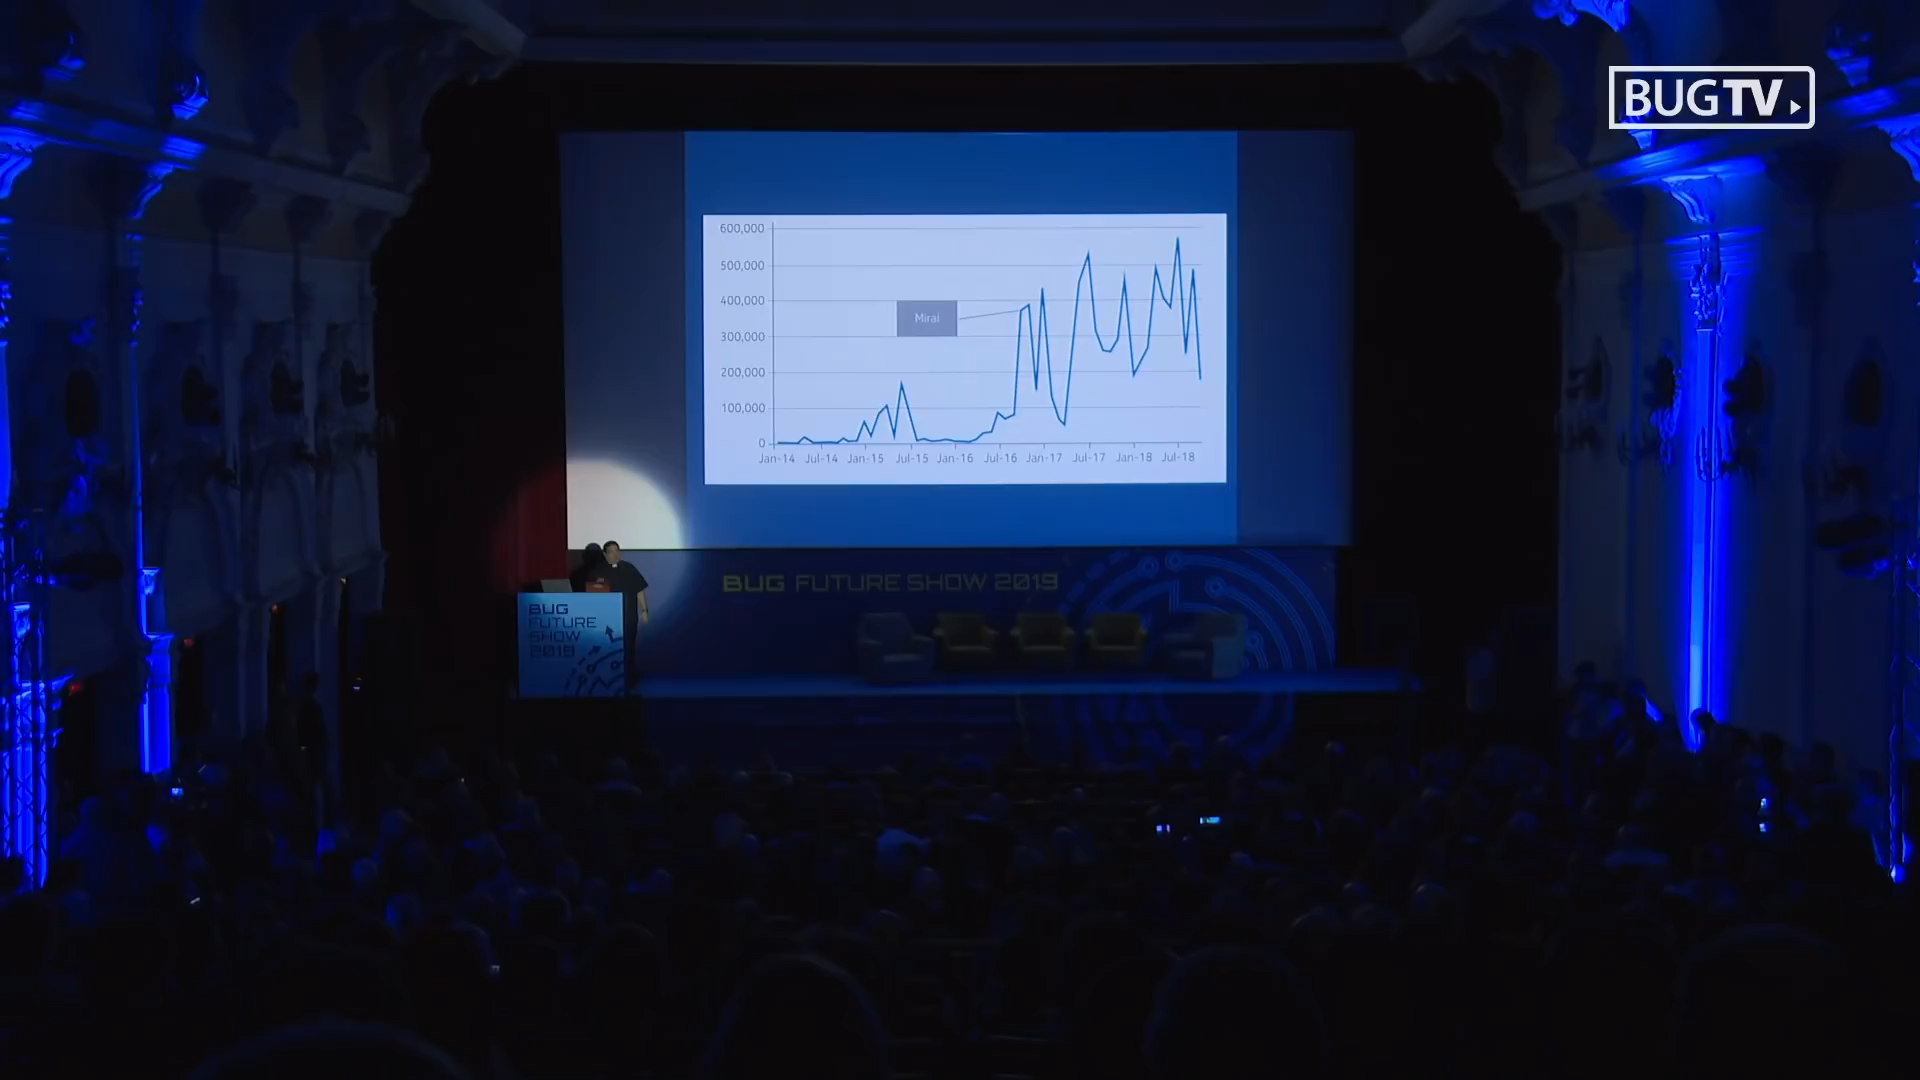 BUGTV
600,000
500,000
400,000
300,000
200,000
100,000
0
Mirai
Jan-14 Jul-14 Jan-15 Jul-15 Jan-16 Jul-16 Jan-17 Jul-17 Jan-18 Jul-18
BUG FUTURE SHOW 2019
BUG
FUTURE
SHOW
2019